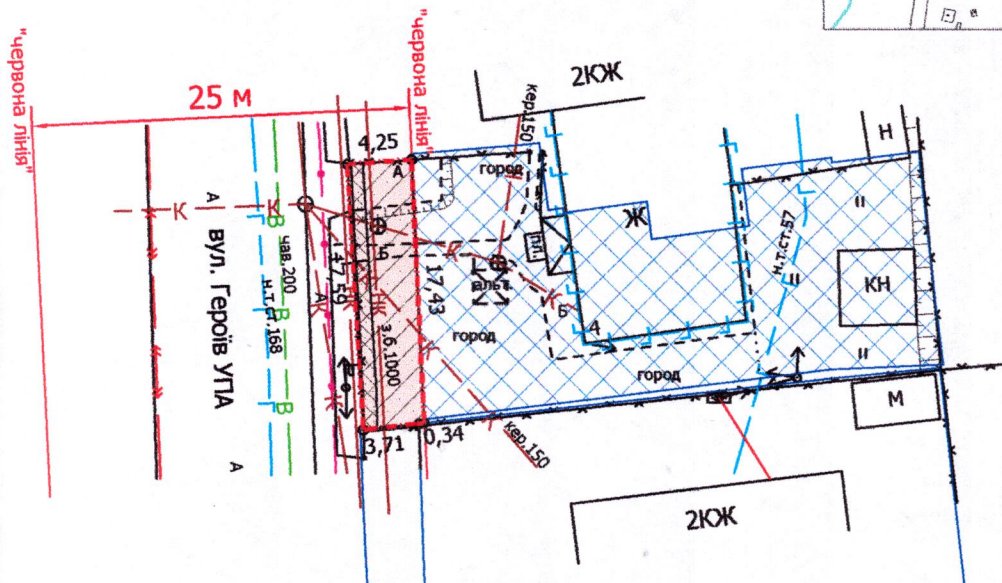 "червона лінія"
"червона лінія"
25 м
2КЖ
кер.150
4,25
А
город
Н
К
К
А
Б
К
вул. Героїв УПА
В
чав.200
н.т.ст.168
Г
17,59
17,43
з.б.1000
пл.
Ж
н.т.ст.57
КН
К
Б
4
город
город
М
А
В
К
К
3,71
0,34
кер.150
2КЖ